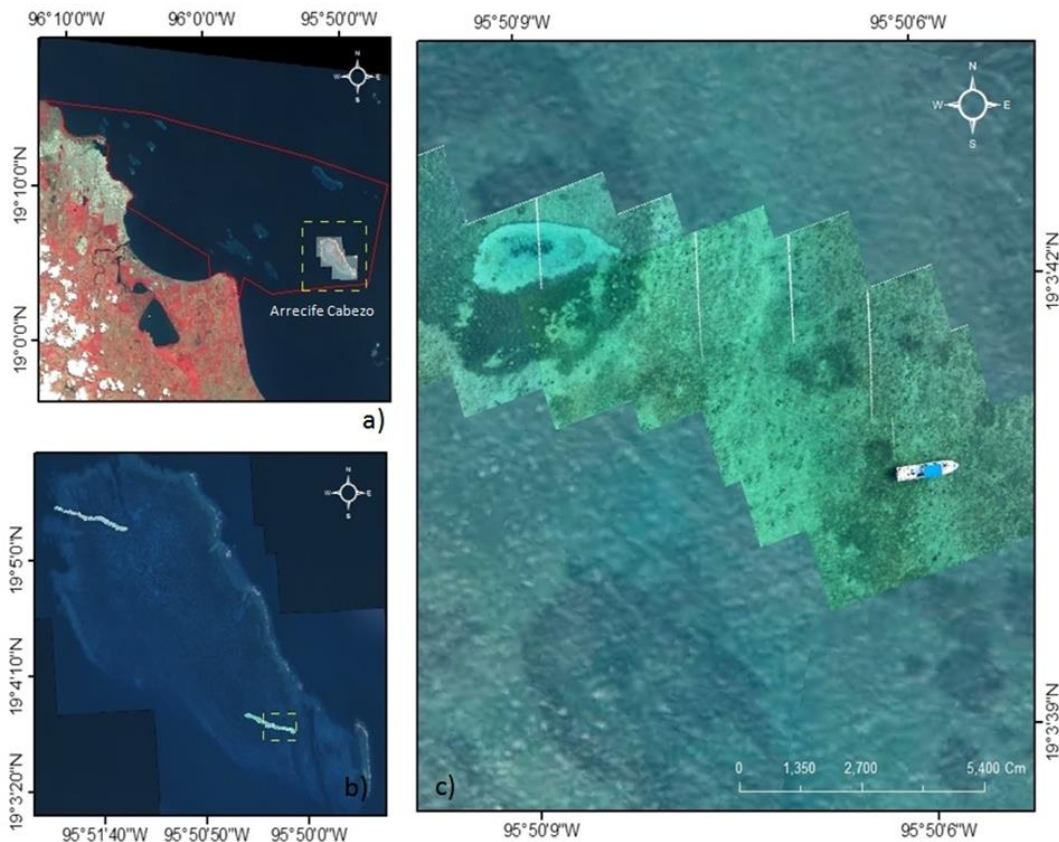 96°10'0"W 96°0'0"W 95°50'0"W
N
W E
S
19°10'0"N
19°0'0"N
Arrecife Cabezo
a)
N
W E
S
19°5'0"N
19°4'10"N
19°3'20"N
b)
95°51'40"W 95°50'50"W 95°50'0"W
95°50'9"W 95°50'6"W
N
W E
S
19°3'42"N
19°3'39"N
c)
0 1,350 2,700 5,400 Cm
95°50'9"W 95°50'6"W